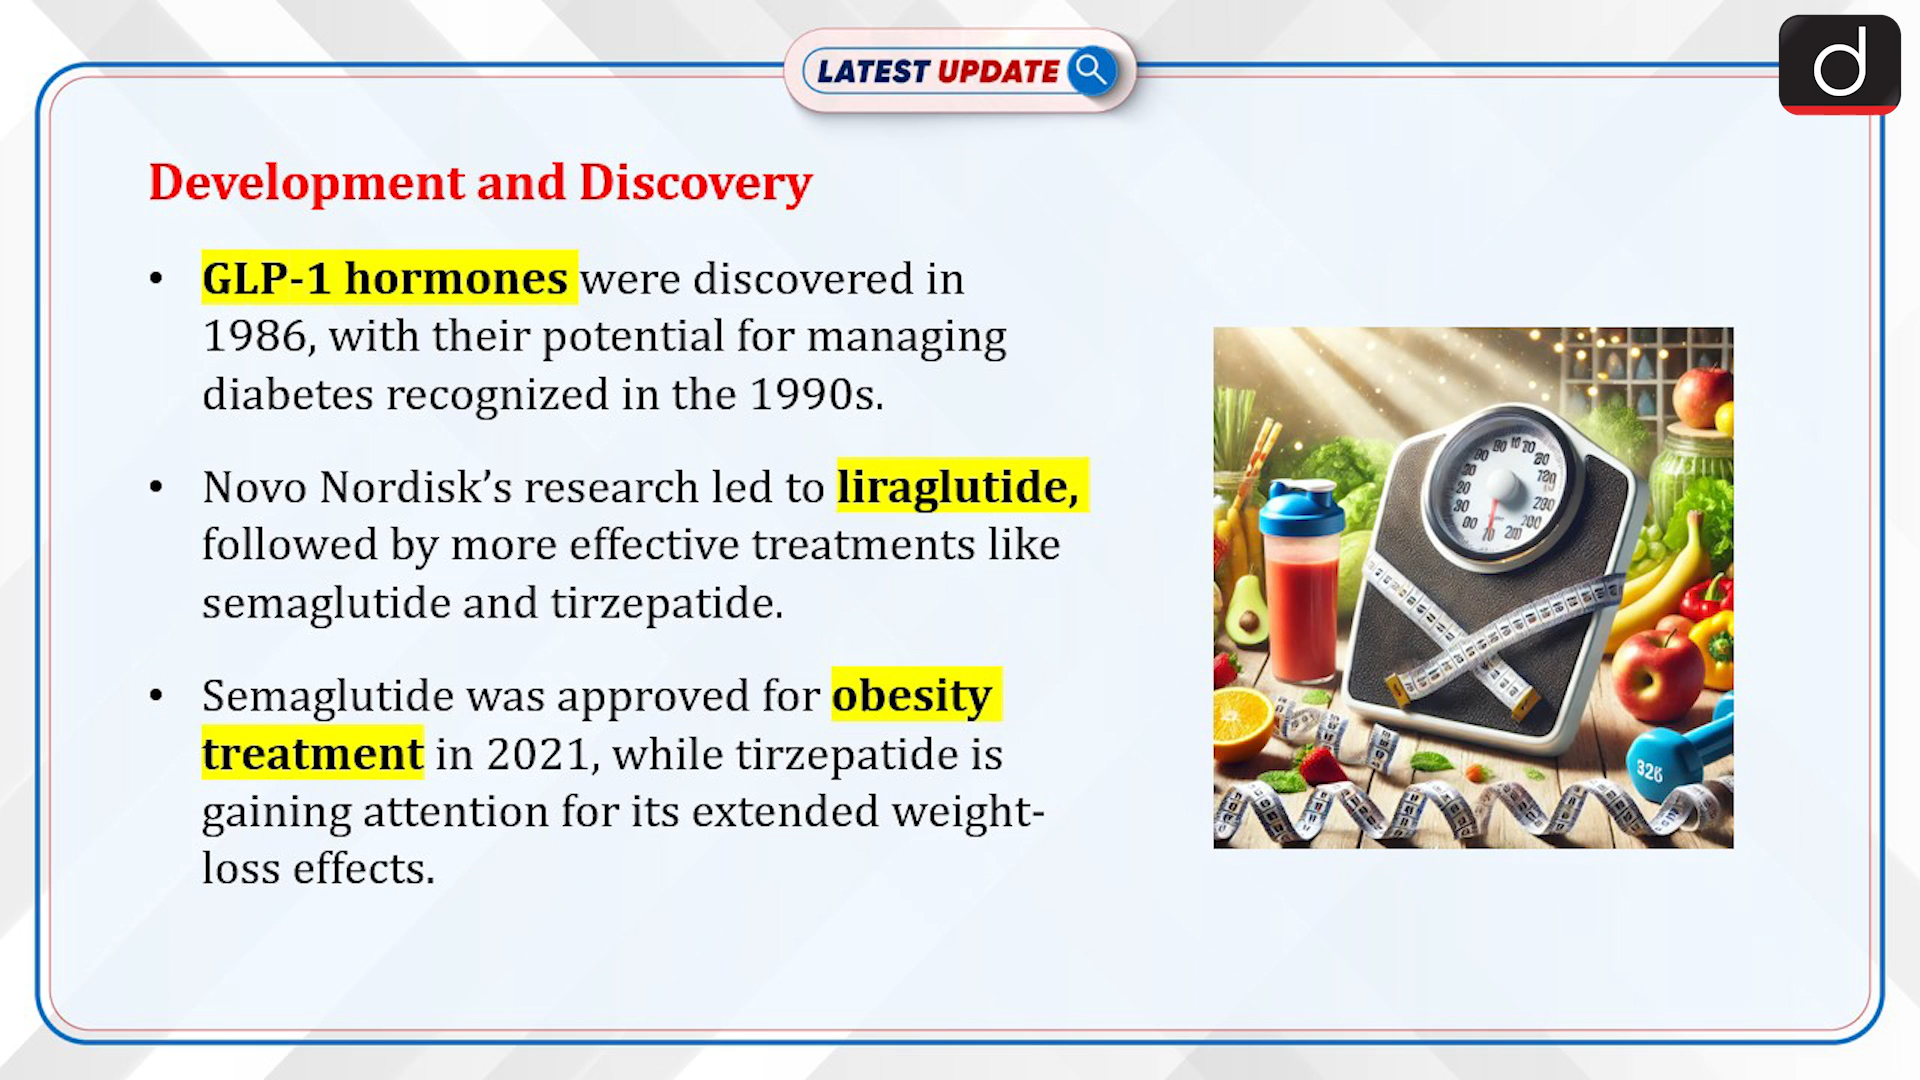 LATEST UPDATE
d
Development and Discovery
• GLP-1 hormones were discovered in
1986, with their potential for managing
diabetes recognized in the 1990s.
• Novo Nordisk’s research led to liraglutide,
followed by more effective treatments like
semaglutide and tirzepatide.
• Semaglutide was approved for obesity
treatment in 2021, while tirzepatide is
gaining attention for its extended weight-
loss effects.